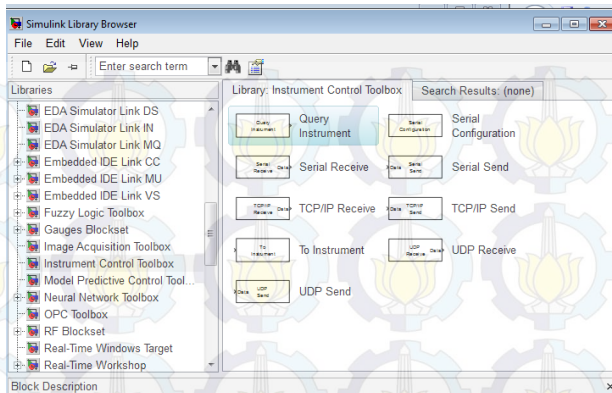 Simulink Library Browser
File Edit View Help
Enter search term
Libraries
EDA Simulator Link DS
EDA Simulator Link IN
EDA Simulator Link MQ
Embedded IDE Link CC
Embedded IDE Link MU
Embedded IDE Link VS
Fuzzy Logic Toolbox
Gauges Blockset
Image Acquisition Toolbox
Instrument Control Toolbox
Model Predictive Control Tool...
Neural Network Toolbox
OPC Toolbox
RF Blockset
Real-Time Windows Target
Real-Time Workshop
Library: Instrument Control Toolbox Search Results: (none)
Query
Instrument
Query
Instrument
Serial
Configuration
Serial
Configuration
Serial
Receive
Data
Serial Receive
Data
Serial
Send
Serial Send
TCP/IP
Receive
Data
TCP/IP Receive
Data
TCP/IP
Send
TCP/IP Send
To
Instrument
To Instrument
UDP
Receive
Data
UDP Receive
Data
UDP
Send
UDP Send
Block Description